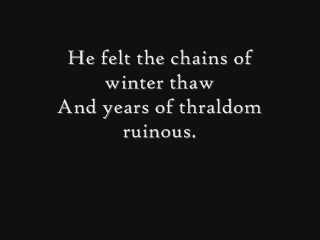 He felt the chains of
winter thaw
And years of thraldom
ruinous.